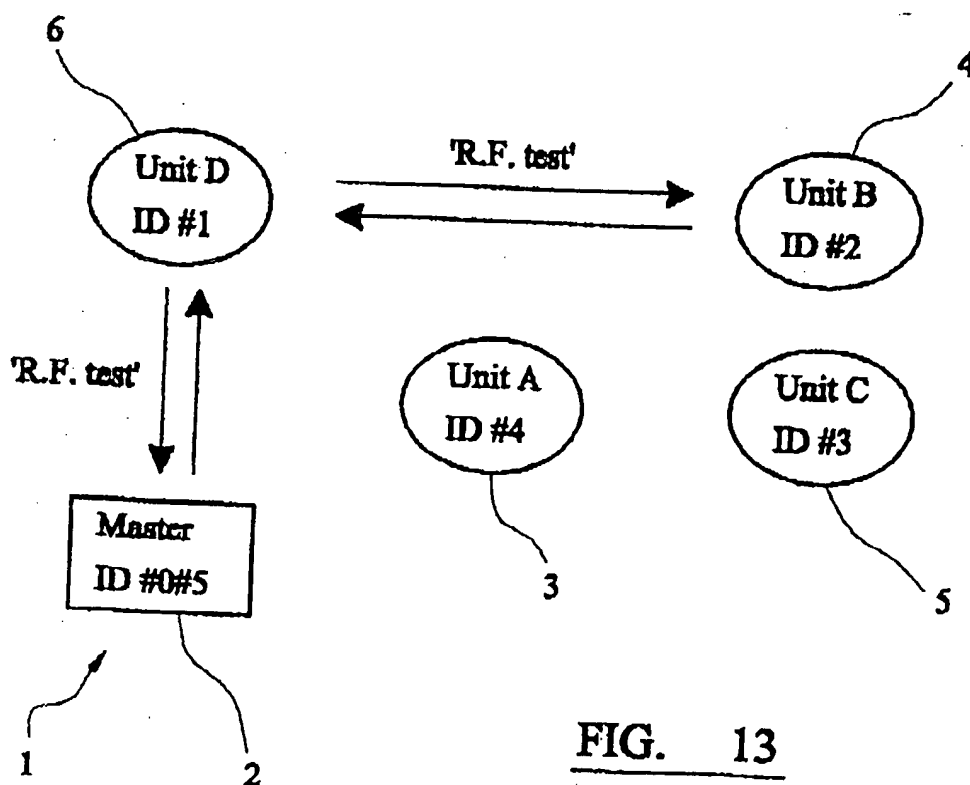 6
4
Unit D
ID #1
'R.F. test'
Unit B
ID #2
'R.F. test'
Unit A
ID #4
Unit C
ID #3
Master
ID #0#5
3
5
1
2
FIG. 13